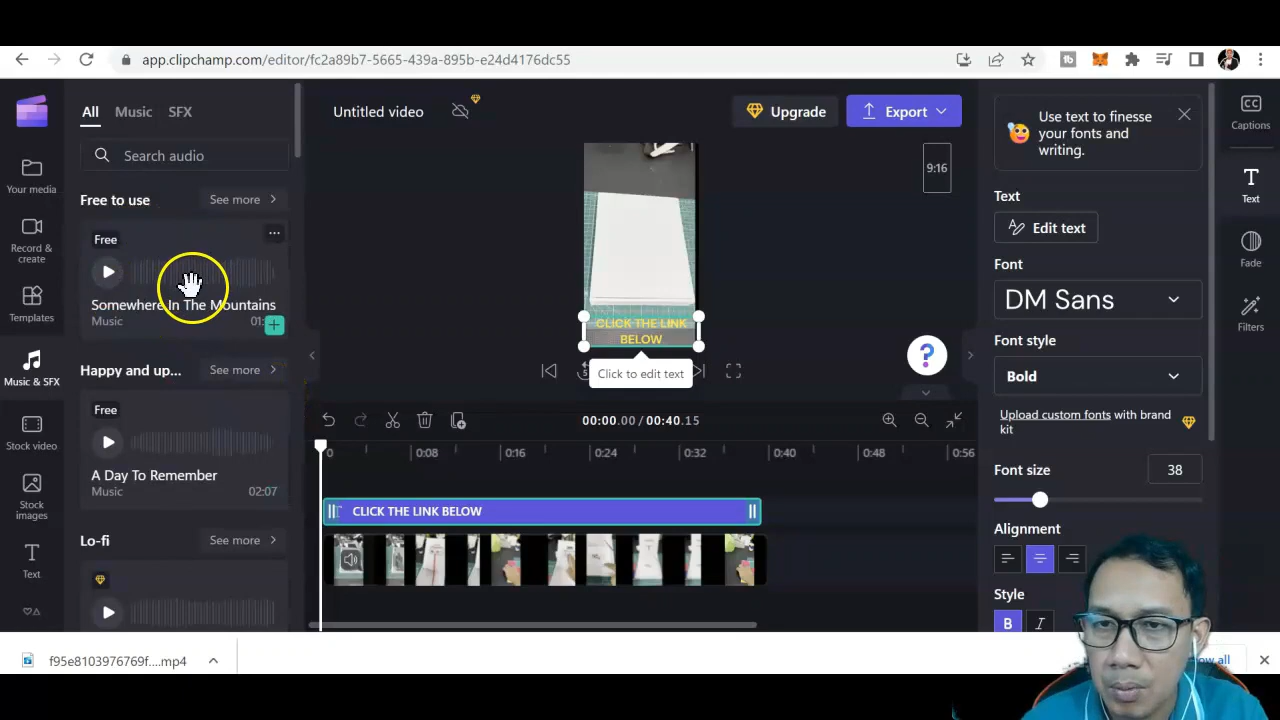 app.clipchamp.com/editor/fc2a89b7-5665-439a-895b-e24d4176dc55
All Music SFX
Untitled video
Upgrade
Export
Search audio
Free to use
See more
Free
Somewhere In The Mountains
Music
01:
Happy and up...
See more
Free
A Day To Remember
Music
02:07
Lo-fi
See more
Your media
Record &
create
Templates
Music & SFX
Stock video
Stock
images
Text
9:16
CLICK THE LINK
BELOW
Click to edit text
?
00:00.00 / 00:40.15
0 0:08 0:16 0:24 0:32 0:40 0:48 0:56
CLICK THE LINK BELOW
Use text to finesse
your fonts and
writing.
Text
Edit text
Font
DM Sans
Font style
Bold
Upload custom fonts with brand
kit
Font size
38
Alignment
Style
B I
CC
Captions
T
Text
Fade
Filters
f95e8103976769f....mp4